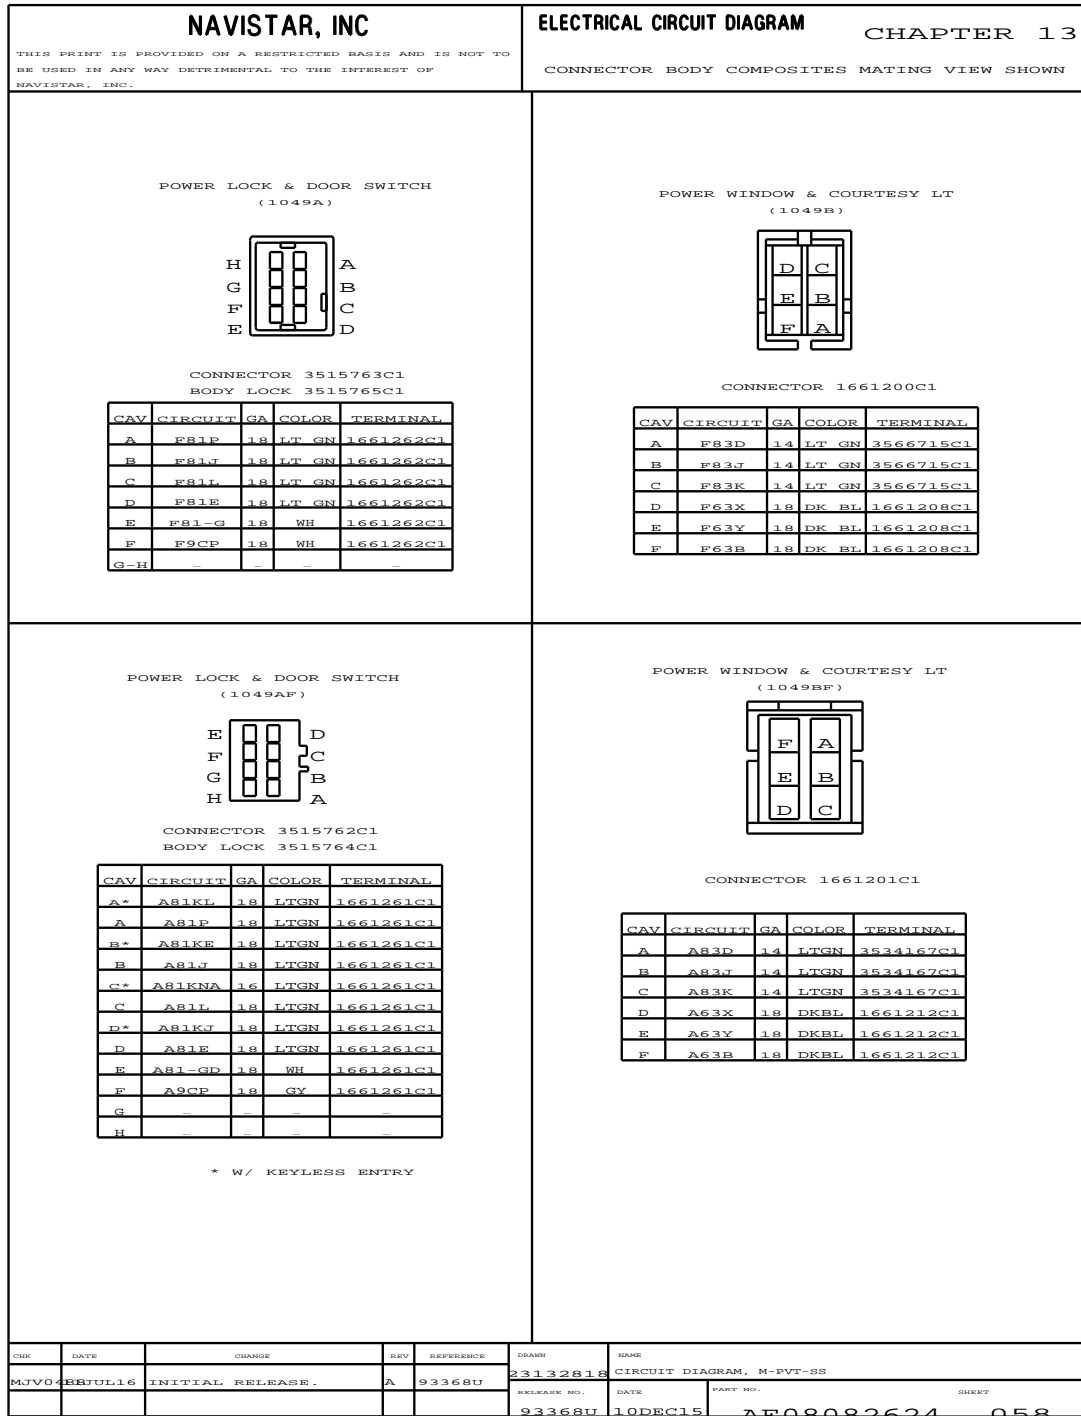 NAVISTAR, INC
THIS PRINT IS PROVIDED ON A RESTRICTED BASIS AND IS NOT TO
BE USED IN ANY WAY DETRIMENTAL TO THE INTEREST OF
NAVISTAR, INC.
ELECTRICAL CIRCUIT DIAGRAM
CHAPTER 13
CONNECTOR BODY COMPOSITES MATING VIEW SHOWN
POWER LOCK & DOOR SWITCH
(1049A)
H A
G B
F C
E D
CONNECTOR 3515763C1
BODY LOCK 3515765C1
CAV CIRCUIT GA COLOR TERMINAL
A F81P 18 LT GN 1661262C1
B F81J 18 LT GN 1661262C1
C F81L 18 LT GN 1661262C1
D F81E 18 LT GN 1661262C1
E F81-G 18 WH 1661262C1
F F9CP 18 WH 1661262C1
G-H - - - -
POWER WINDOW & COURTESY LT
(1049B)
D C
E B
F A
CONNECTOR 1661200C1
CAV CIRCUIT GA COLOR TERMINAL
A F83D 14 LT GN 3566715C1
B F83J 14 LT GN 3566715C1
C F83K 14 LT GN 3566715C1
D F63X 18 DK BL 1661208C1
E F63Y 18 DK BL 1661208C1
F F63B 18 DK BL 1661208C1
POWER LOCK & DOOR SWITCH
(1049AF)
E D
F C
G B
H A
CONNECTOR 3515762C1
BODY LOCK 3515764C1
CAV CIRCUIT GA COLOR TERMINAL
A* A81KL 18 LTGN 1661261C1
A A81P 18 LTGN 1661261C1
B* A81KE 18 LTGN 1661261C1
B A81J 18 LTGN 1661261C1
C* A81KNA 16 LTGN 1661261C1
C A81L 18 LTGN 1661261C1
D* A81KJ 18 LTGN 1661261C1
D A81E 18 LTGN 1661261C1
E A81-GD 18 WH 1661261C1
F A9CP 18 GY 1661261C1
G - - - -
H - - - -
* W/ KEYLESS ENTRY
POWER WINDOW & COURTESY LT
(1049BF)
F A
E B
D C
CONNECTOR 1661201C1
CAV CIRCUIT GA COLOR TERMINAL
A A83D 14 LTGN 3534167C1
B A83J 14 LTGN 3534167C1
C A83K 14 LTGN 3534167C1
D A63X 18 DKBL 1661212C1
E A63Y 18 DKBL 1661212C1
F A63B 18 DKBL 1661212C1
CHK DATE CHANGE REV REFERENCE
INITIAL RELEASE. A 93368U
DRAWN NAME
23132818 CIRCUIT DIAGRAM, M-PVT-SS
RELEASE NO. DATE PART NO. SHEET
93368U 10DEC15 AF08082624 058